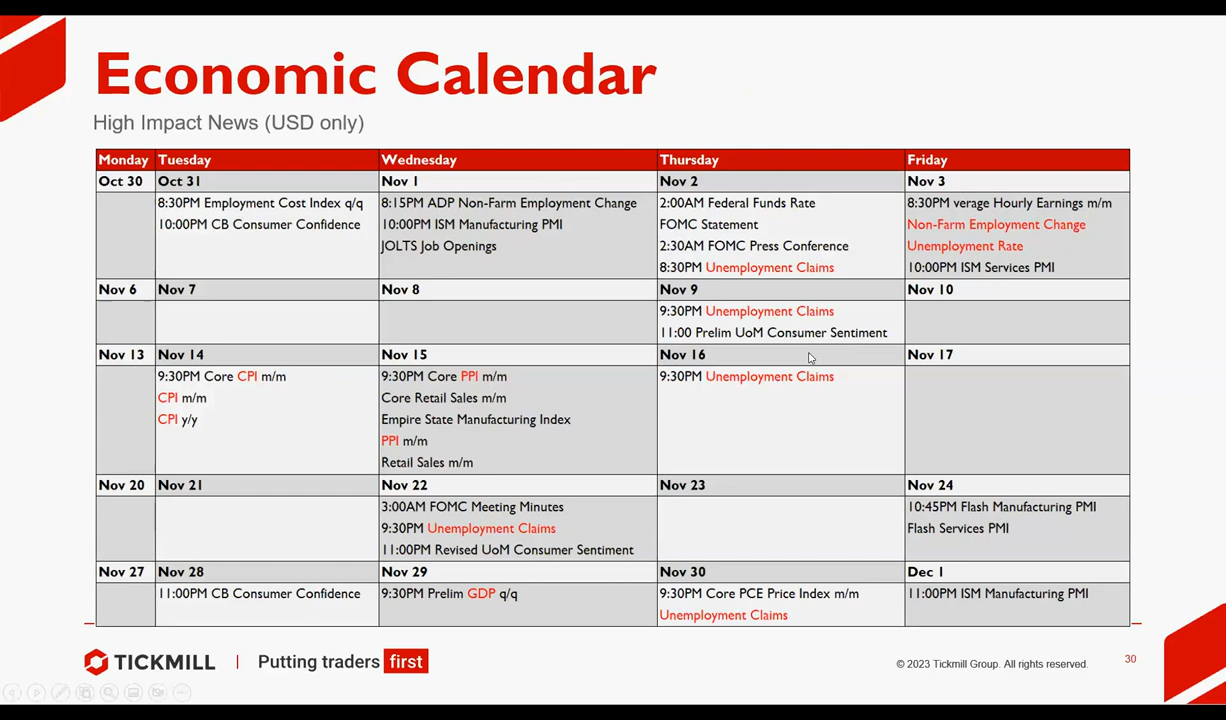 Economic Calendar
High Impact News (USD only)
Monday Tuesday Wednesday Thursday Friday
Oct 30 Oct 31 Nov 1 Nov 2 Nov 3
8:30PM Employment Cost Index q/q
10:00PM CB Consumer Confidence
8:15PM ADP Non-Farm Employment Change
10:00PM ISM Manufacturing PMI
JOLTS Job Openings
2:00AM Federal Funds Rate
FOMC Statement
2:30AM FOMC Press Conference
8:30PM Unemployment Claims
8:30PM verage Hourly Earnings m/m
Non-Farm Employment Change
Unemployment Rate
10:00PM ISM Services PMI
Nov 6 Nov 7 Nov 8 Nov 9 Nov 10
9:30PM Unemployment Claims
11:00 Prelim UoM Consumer Sentiment
Nov 13 Nov 14 Nov 15 Nov 16 Nov 17
9:30PM Core CPI m/m
CPI m/m
CPI y/y
9:30PM Core PPI m/m
Core Retail Sales m/m
Empire State Manufacturing Index
PPI m/m
Retail Sales m/m
9:30PM Unemployment Claims
Nov 20 Nov 21 Nov 22 Nov 23 Nov 24
3:00AM FOMC Meeting Minutes
9:30PM Unemployment Claims
11:00PM Revised UoM Consumer Sentiment
10:45PM Flash Manufacturing PMI
Flash Services PMI
Nov 27 Nov 28 Nov 29 Nov 30 Dec 1
11:00PM CB Consumer Confidence
9:30PM Prelim GDP q/q
9:30PM Core PCE Price Index m/m
Unemployment Claims
11:00PM ISM Manufacturing PMI
TICKMILL | Putting traders first
© 2023 Tickmill Group. All rights reserved.
30